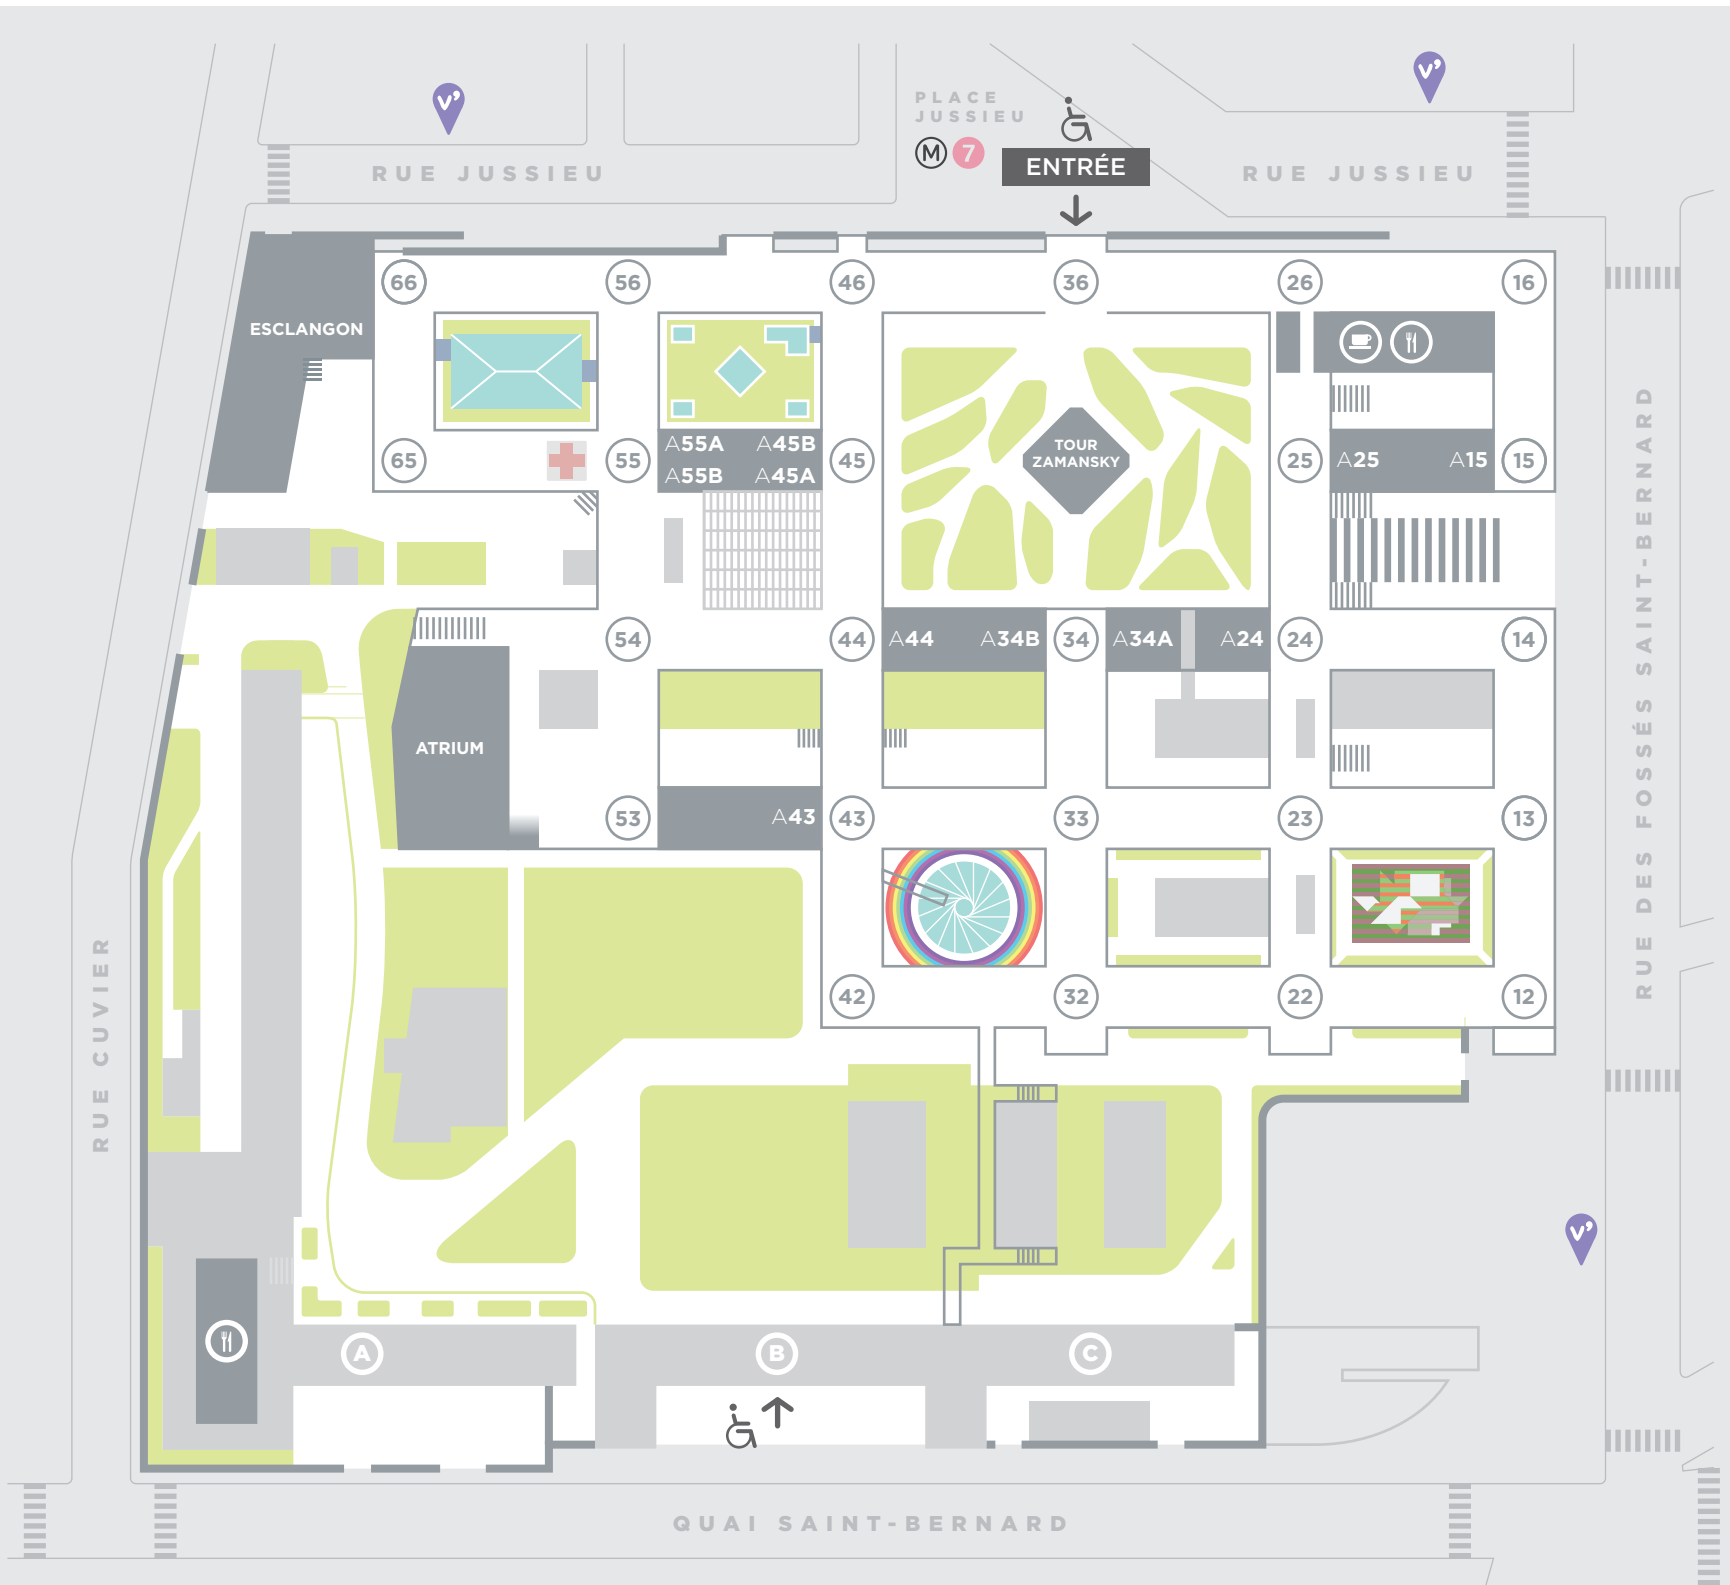 V'
V'
PLACE
JUSSIEU
M 7
ENTRÉE
RUE JUSSIEU
RUE JUSSIEU
66
56
46
36
26
16
ESCLANGON
65
55
A55A A45B
A55B A45A
45
TOUR
ZAMANSKY
25
A25 A15
15
54
44
A44 A34B
34
A34A A24
24
14
ATRIUM
53
A43
43
33
23
13
42
32
22
12
RUE CUVIER
RUE DES FOSSÉS SAINT-BERNARD
V'
A
B
C
QUAI SAINT-BERNARD